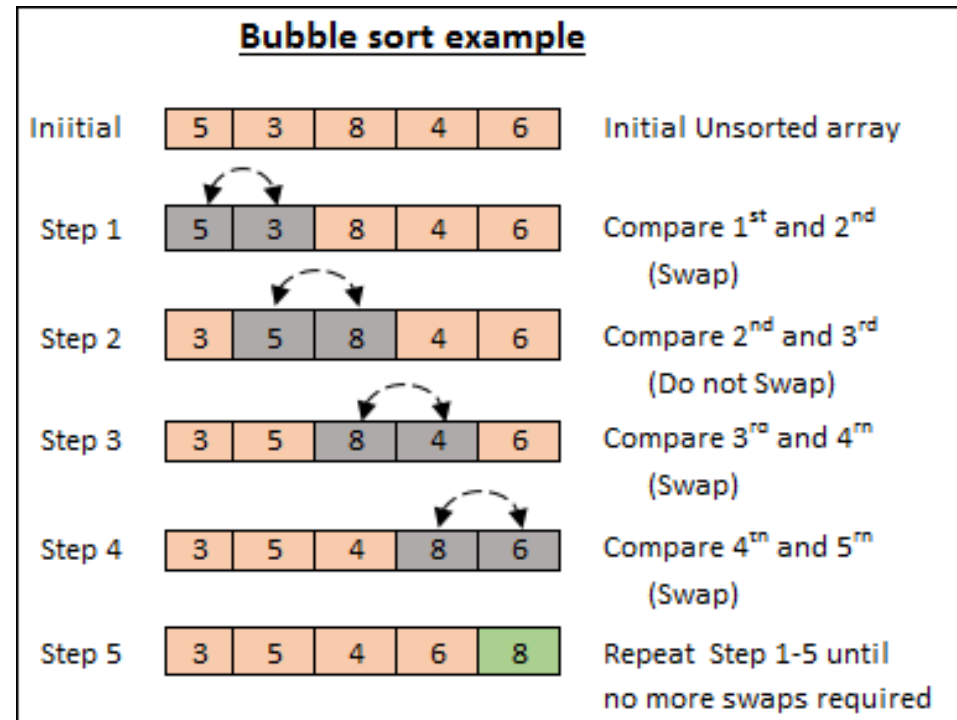 Bubble sort example
Iniitial 5 3 8 4 6 Initial Unsorted array
Step 1 5 3 8 4 6 Compare 1st and 2nd
(Swap)
Step 2 3 5 8 4 6 Compare 2nd and 3rd
(Do not Swap)
Step 3 3 5 8 4 6 Compare 3rd and 4th
(Swap)
Step 4 3 5 4 8 6 Compare 4th and 5th
(Swap)
Step 5 3 5 4 6 8 Repeat Step 1-5 until
no more swaps required